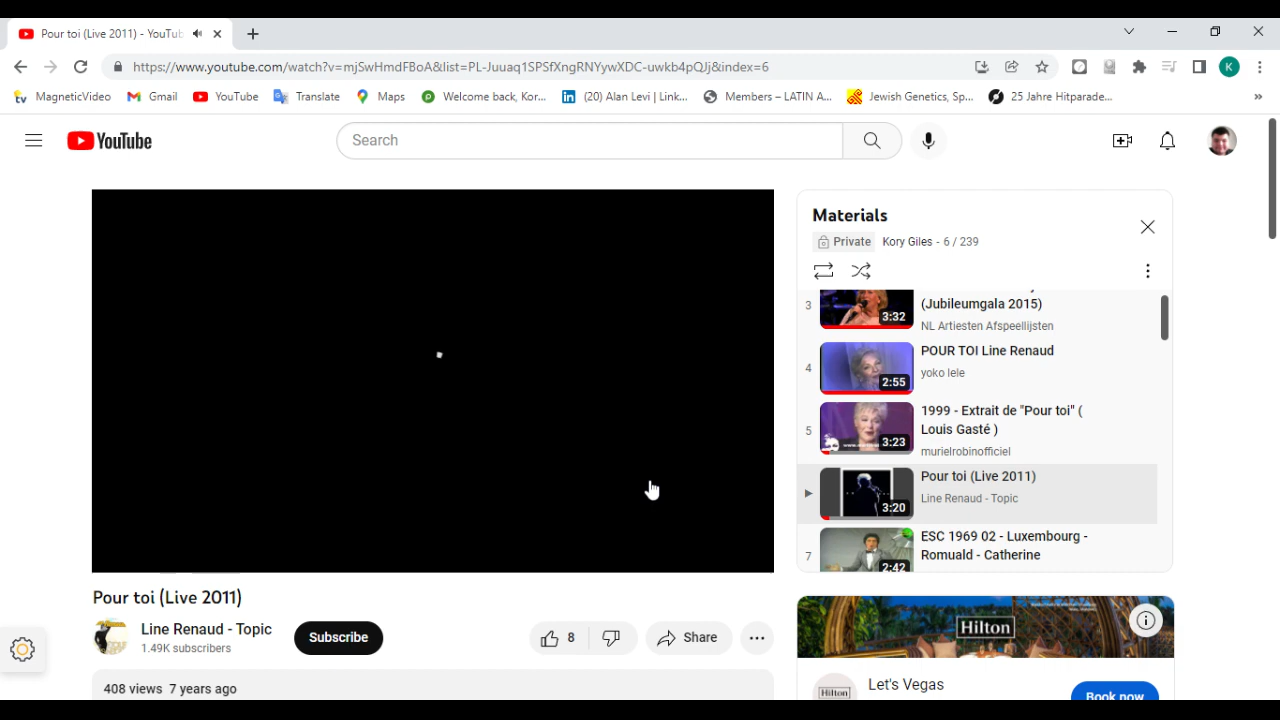 Pour toi (Live 2011) - YouTub
https://www.youtube.com/watch?v=mjSwHmdFBoA&list=PL-Juuaq1SPSfXngRNYywXDC-uwkb4pQJj&index=6
K
tv MagneticVideo Gmail YouTube Translate Maps Welcome back, Kor... (20) Alan Levi | Link... Members – LATIN A... Jewish Genetics, Sp... 25 Jahre Hitparade... »
YouTube
Search
Materials
Private Kory Giles - 6 / 239
3
3:32
(Jubileumgala 2015)
NL Artiesten Afspeellijsten
4
2:55
POUR TOI Line Renaud
yoko lele
5
3:23
1999 - Extrait de "Pour toi" (
Louis Gasté )
murielrobinofficiel
3:20
Pour toi (Live 2011)
Line Renaud - Topic
7
2:42
ESC 1969 02 - Luxembourg -
Romuald - Catherine
Pour toi (Live 2011)
Line Renaud - Topic
1.49K subscribers
Subscribe
8
Share
408 views 7 years ago
Hilton
Hilton
Let's Vegas
Book now